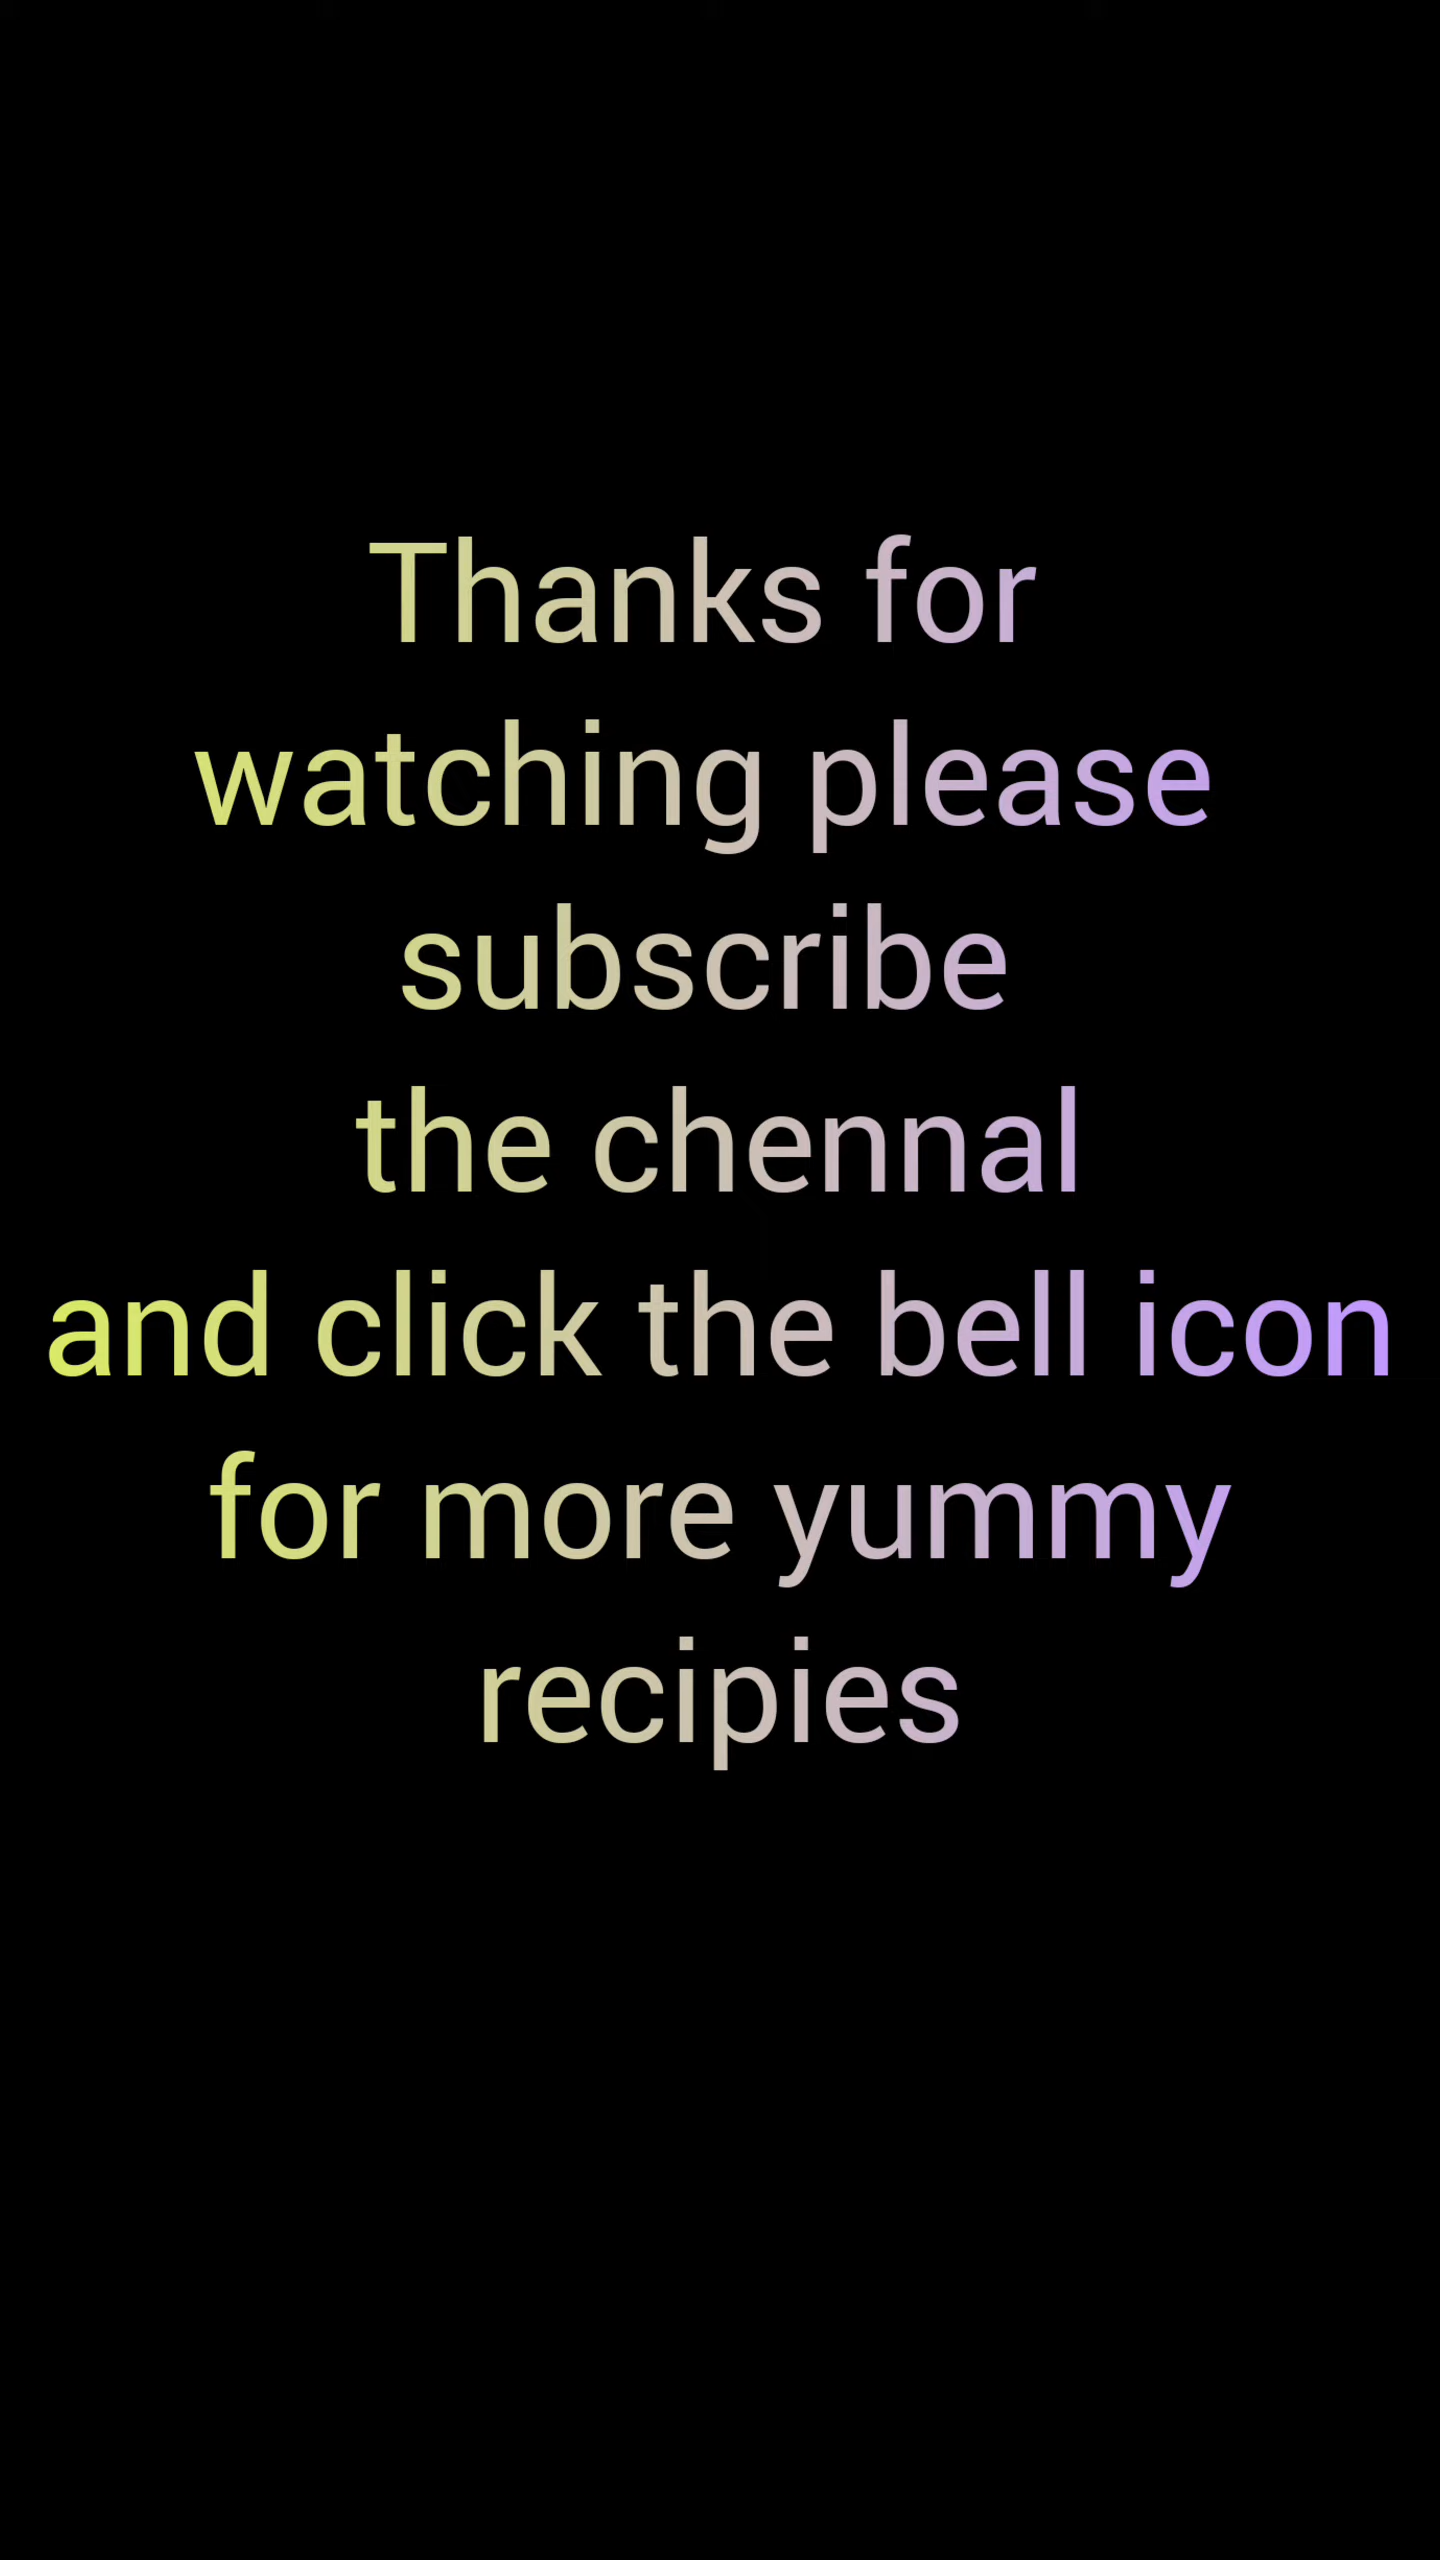 Thanks for
watching please
subscribe
the chennal
and click the bell icon
for more yummy
recipies